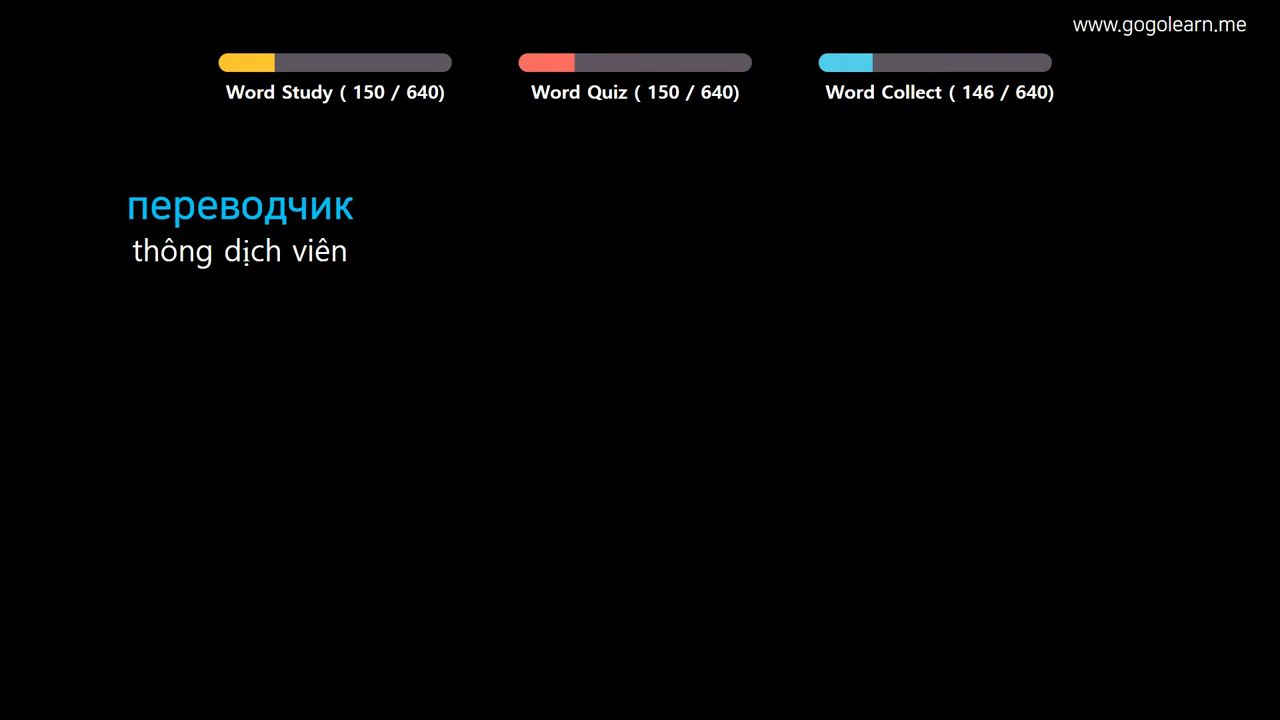 www.gogolearn.me
Word Study ( 150 / 640)
Word Quiz ( 150 / 640)
Word Collect ( 146 / 640)
переводчик
thông dịch viên